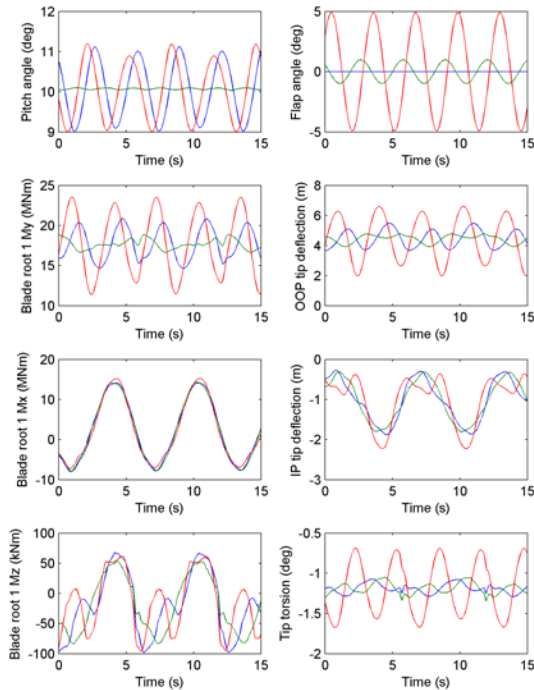 Pitch angle (deg)
12
11
10
9
0 5 10 15
Time (s)
Flap angle (deg)
5
0
-5
0 5 10 15
Time (s)
Blade root 1 My (MNm)
25
20
15
10
0 5 10 15
Time (s)
OOP tip deflection (m)
8
6
4
2
0
0 5 10 15
Time (s)
Blade root 1 Mx (MNm)
20
10
0
-10
0 5 10 15
Time (s)
IP tip deflection (m)
0
-1
-2
-3
0 5 10 15
Time (s)
Blade root 1 Mz (kNm)
100
50
0
-50
-100
0 5 10 15
Time (s)
Tip torsion (deg)
-0.5
-1
-1.5
-2
0 5 10 15
Time (s)